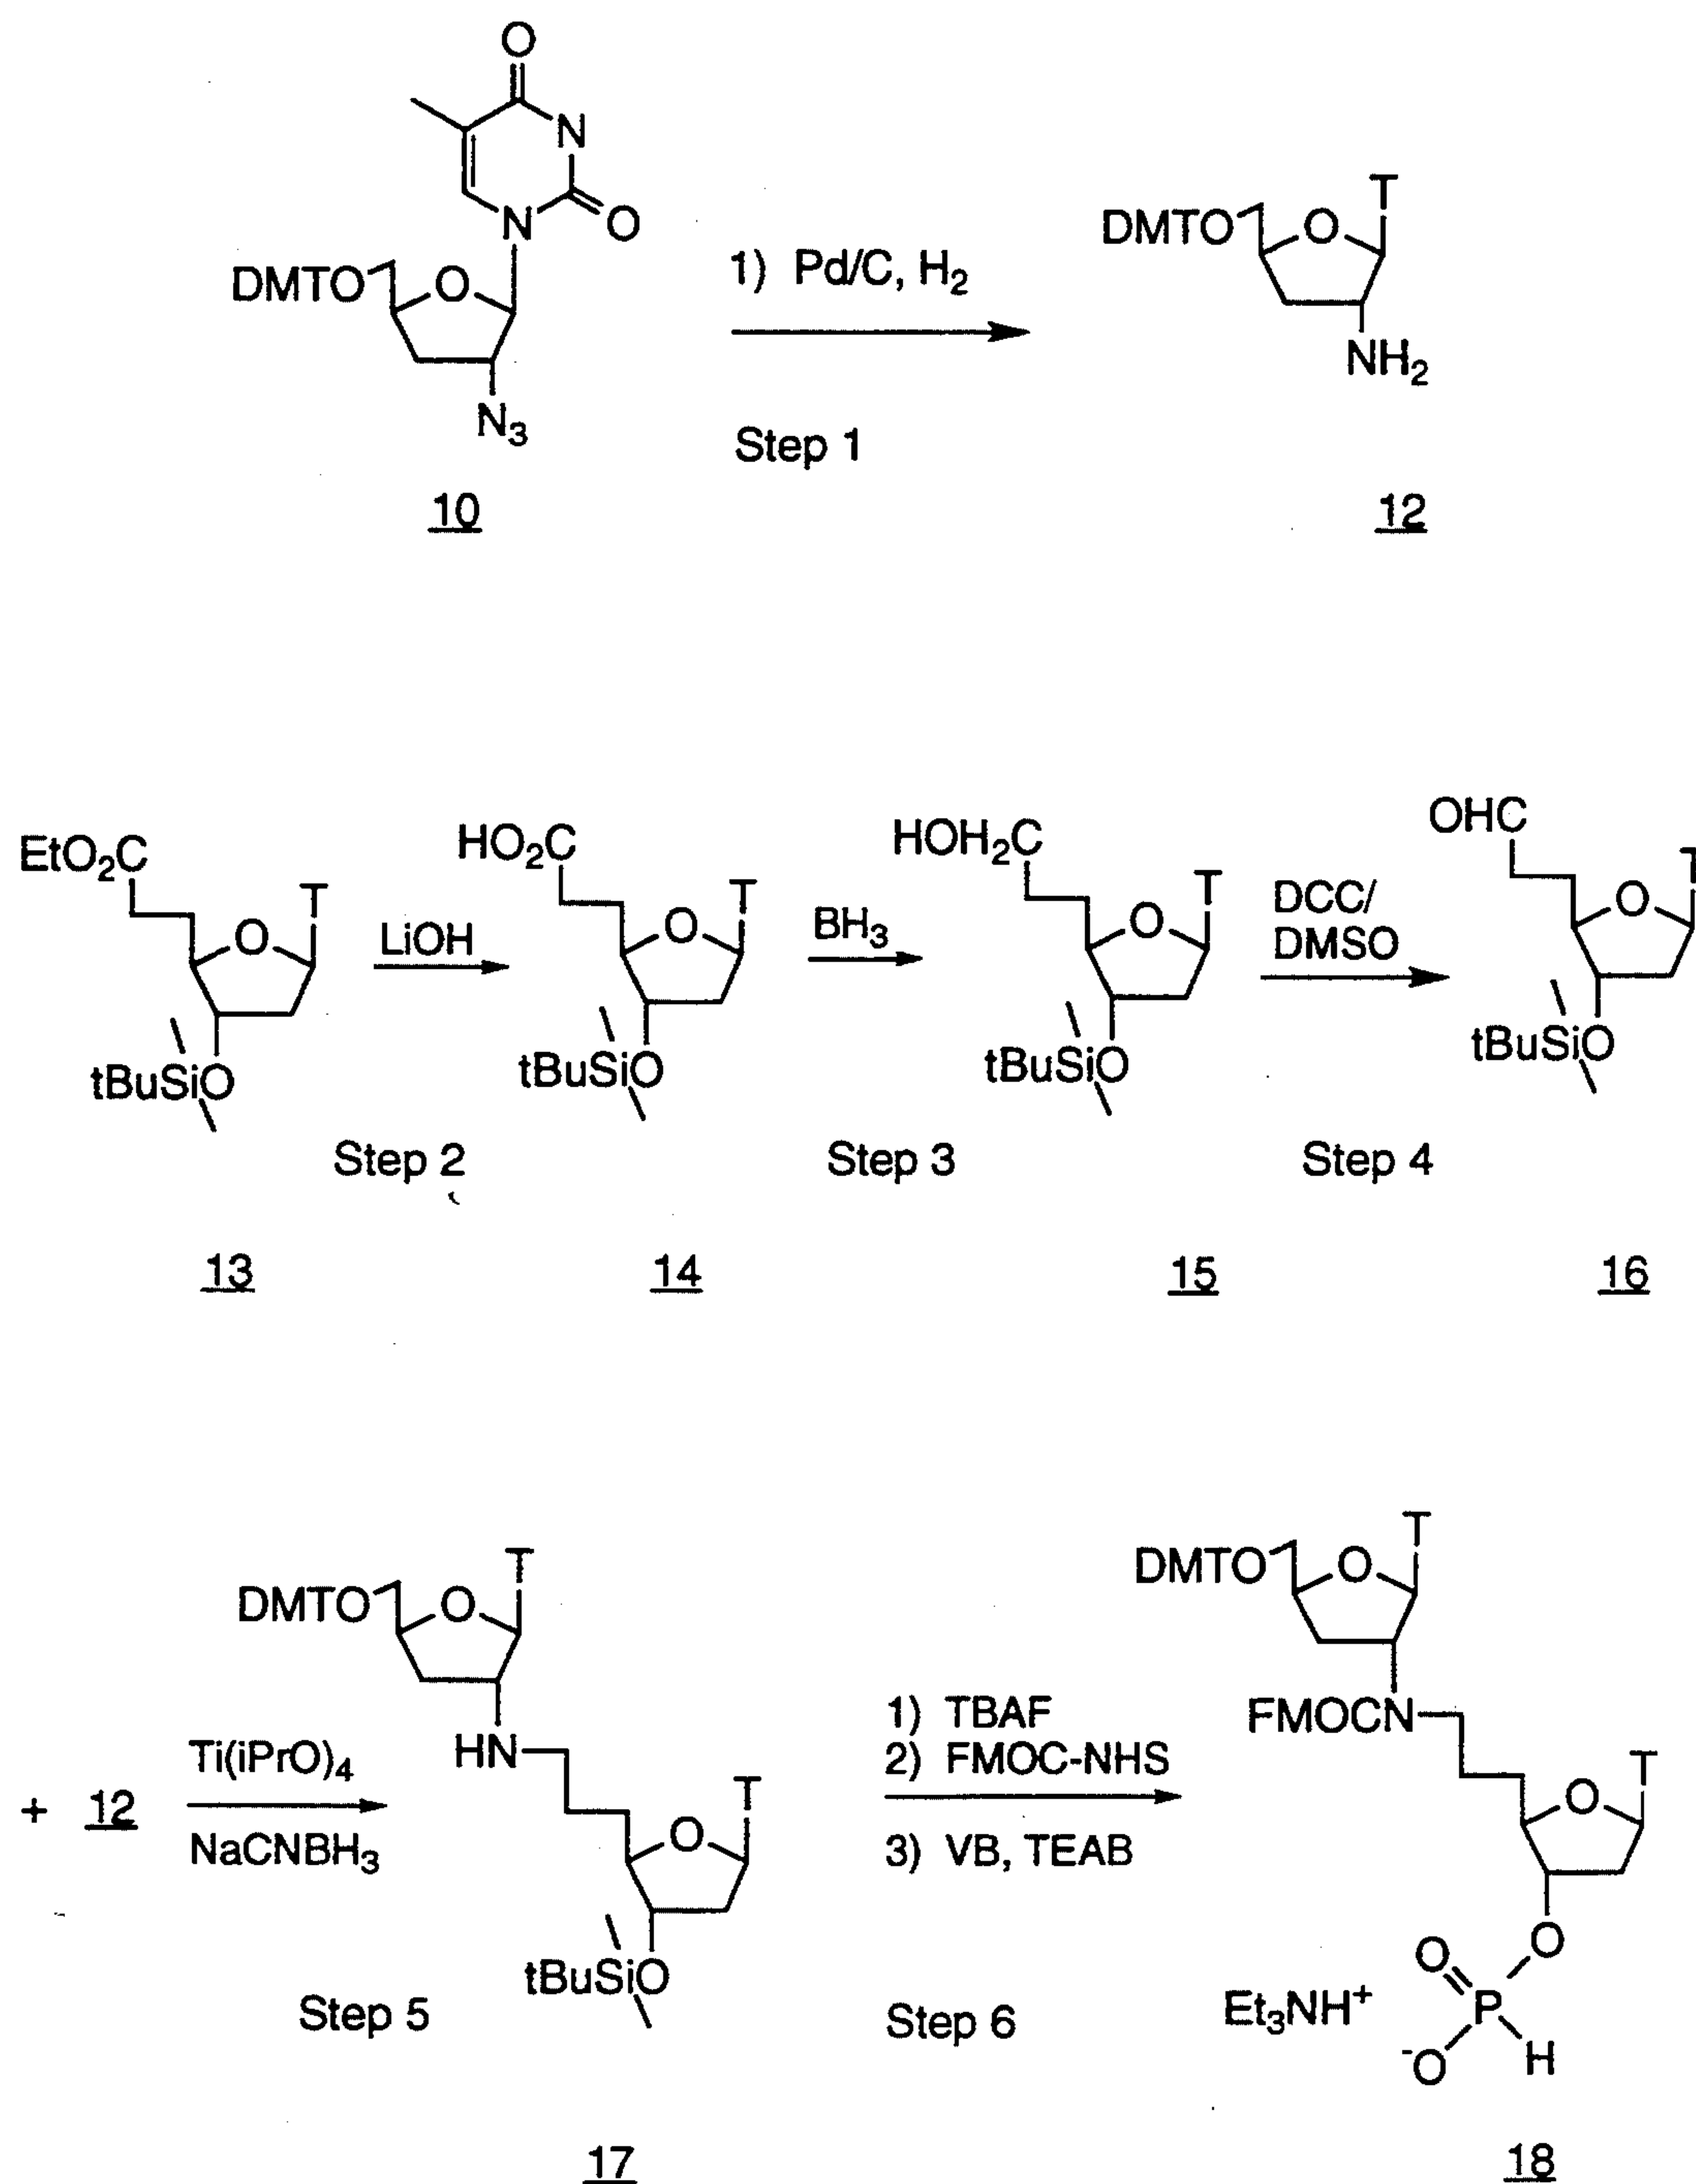 O
N
N
O
DMTO
O
N3
1) Pd/C, H2
Step 1
DMTO
O
T
NH2
10
12
EtO2C
O
T
tBuSiO
LiOH
Step 2
HO2C
O
T
tBuSiO
BH3
Step 3
HOH2C
O
T
tBuSiO
DCC/
DMSO
Step 4
OHC
O
T
tBuSiO
13
14
15
16
+ 12
Ti(iPrO)4
NaCNBH3
Step 5
DMTO
O
T
HN
O
T
tBuSiO
1) TBAF
2) FMOC-NHS
3) VB, TEAB
Step 6
DMTO
O
T
FMOCN
O
T
O
O
P
-O
H
Et3NH+
17
18